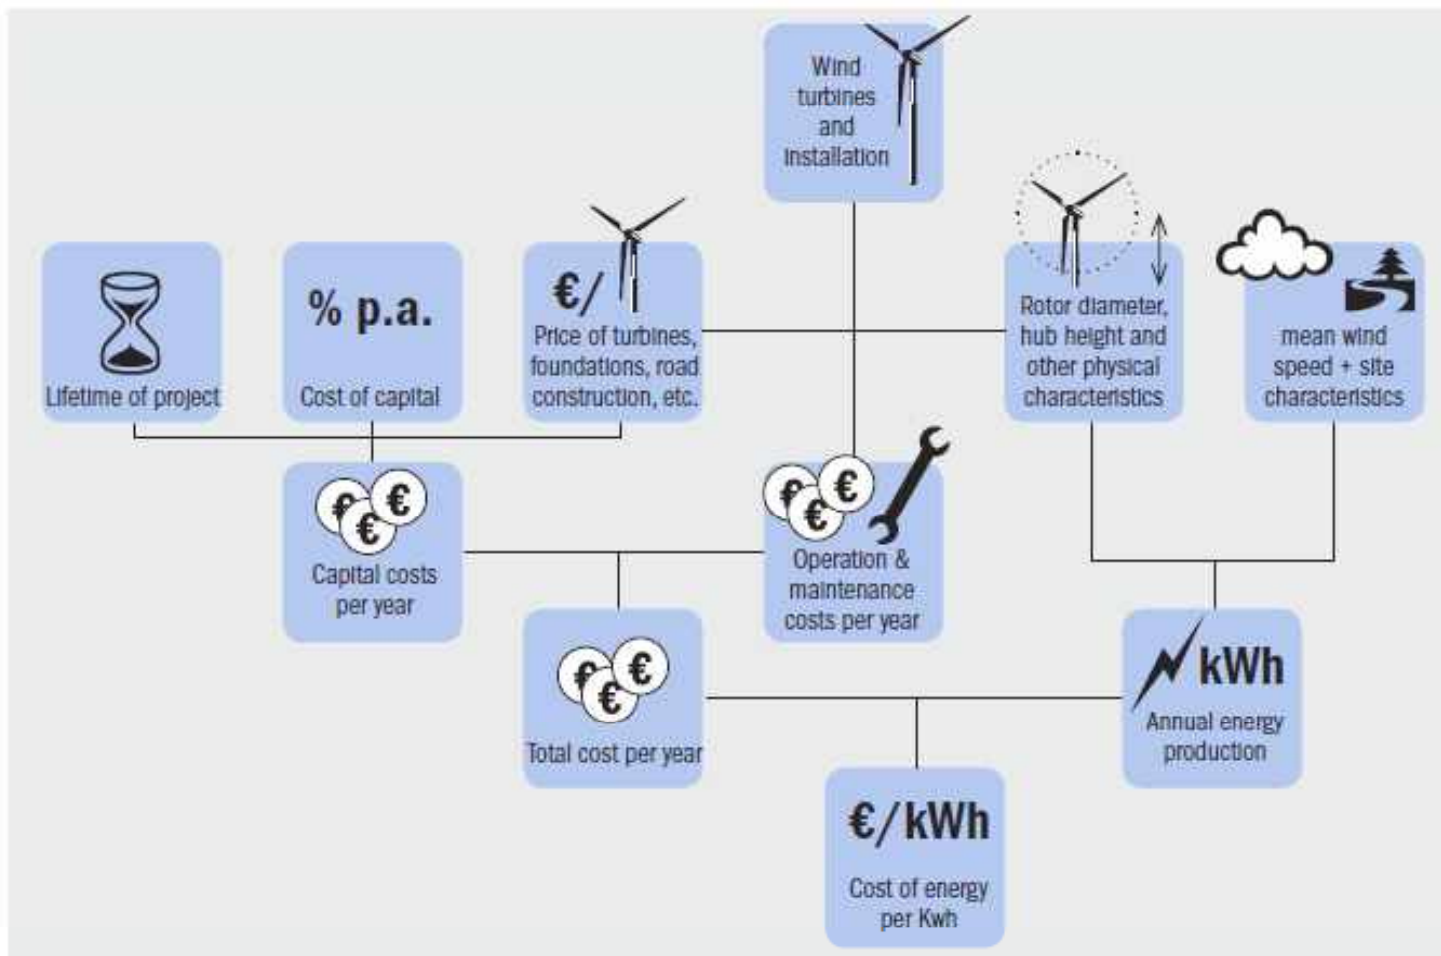 Wind
turbines
and
Installation
Lifetime of project
% p.a.
Cost of capital
€/
Price of turbines,
foundations, road
construction, etc.
Rotor diameter,
hub height and
other physical
characteristics
mean wind
speed + site
characteristics
€ € €
Capital costs
per year
€ € €
Operation &
maintenance
costs per year
€ € €
Total cost per year
kWh
Annual energy
production
€/kWh
Cost of energy
per Kwh